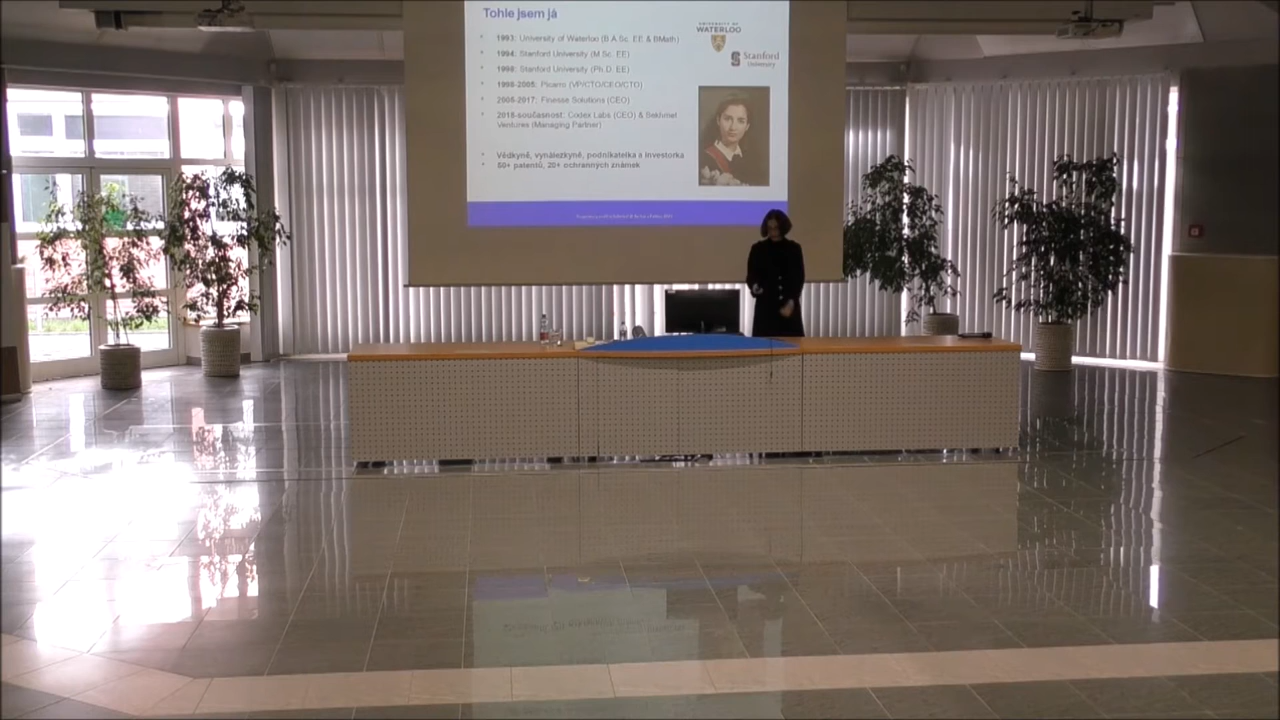 Tohle jsem já
UNIVERSITY OF
WATERLOO
Stanford
University
• 1993: University of Waterloo (B.A.Sc. EE & BMath)
• 1994: Stanford University (M.Sc. EE)
• 1998: Stanford University (Ph.D. EE)
• 1998-2005: (VP/CTO/CEO/CTO)
• 2005-2017: Finesse Solutions (CEO)
• 2018-současnost: Codex Labs (CEO) & Sekhmet
Ventures (Managing Partner)
• Vědkyně, vynálezkyně, podnikatelka a investorka
• 50+ patentů, 20+ ochranných známek